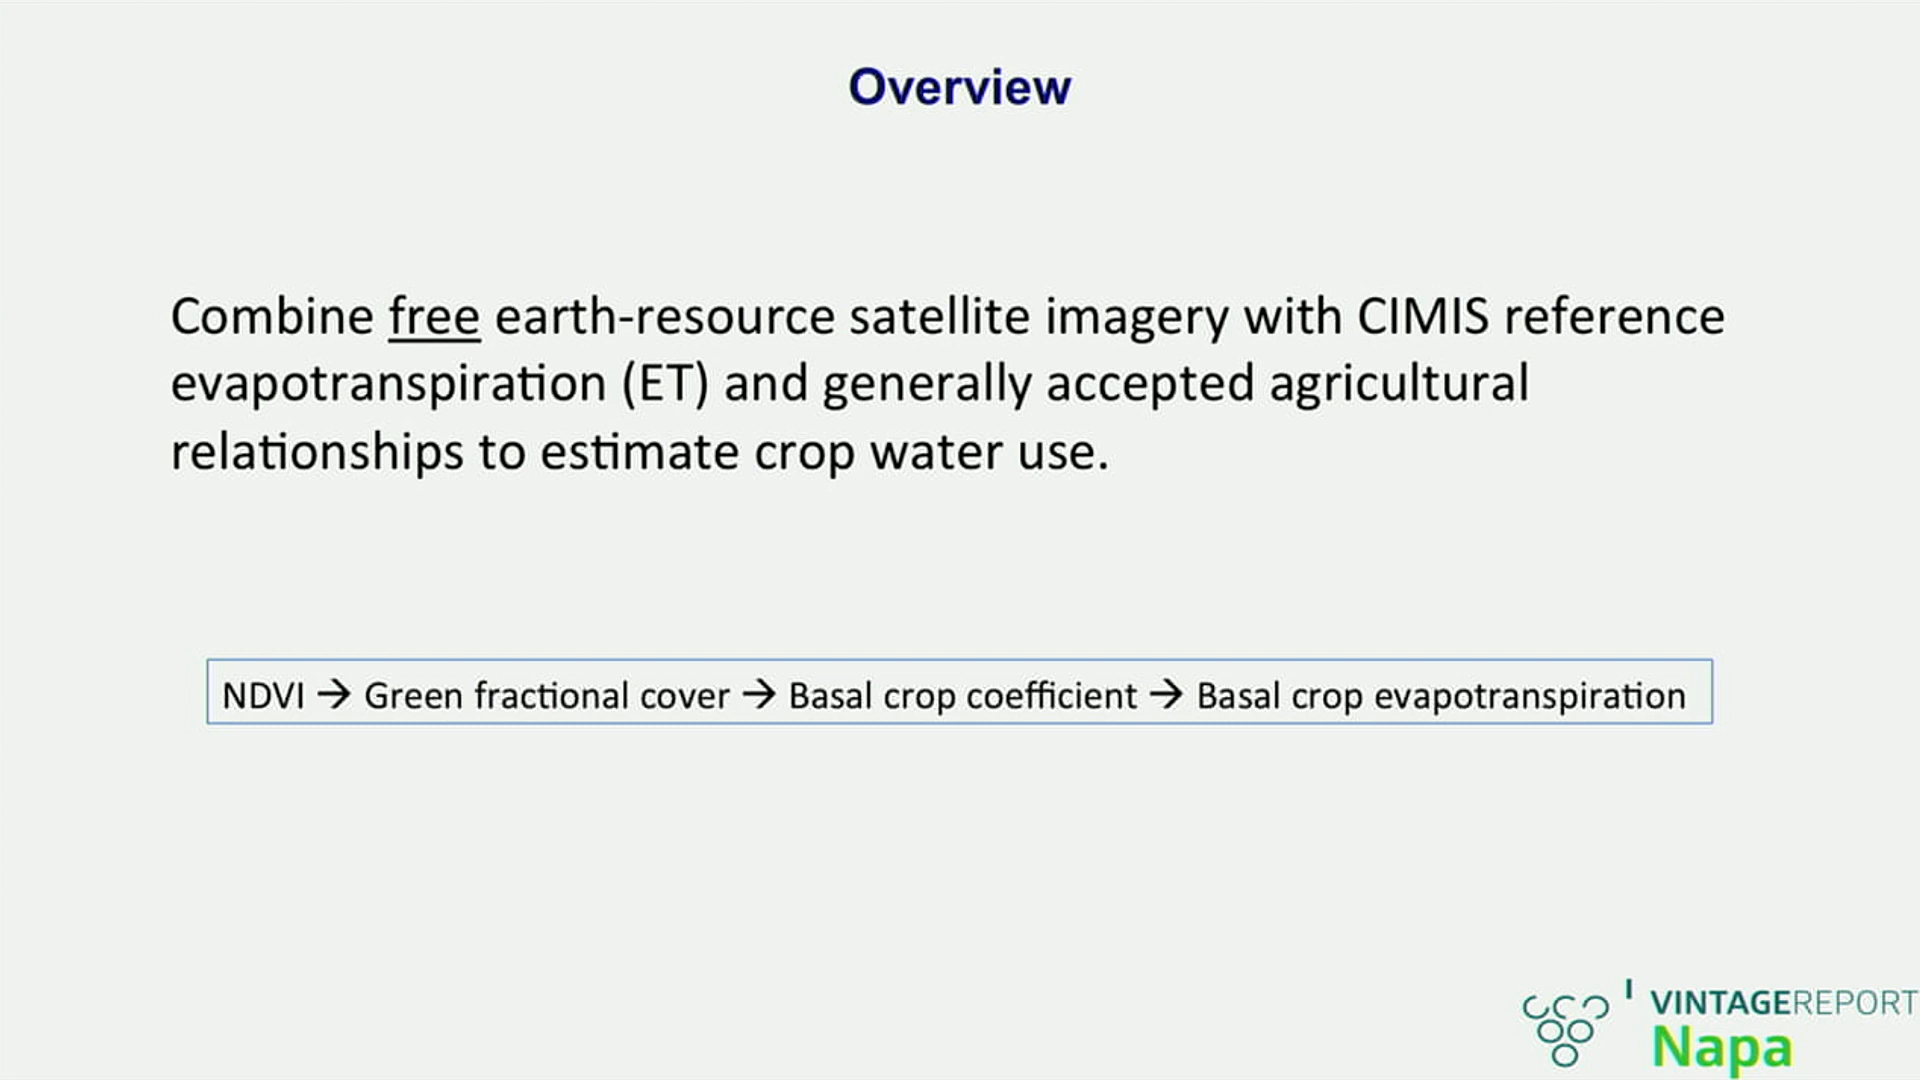 Overview
Combine free earth-resource satellite imagery with CIMIS reference
evapotranspiration (ET) and generally accepted agricultural
relationships to estimate crop water use.
NDVI → Green fractional cover → Basal crop coefficient → Basal crop evapotranspiration
VINTAGEREPORT
Napa